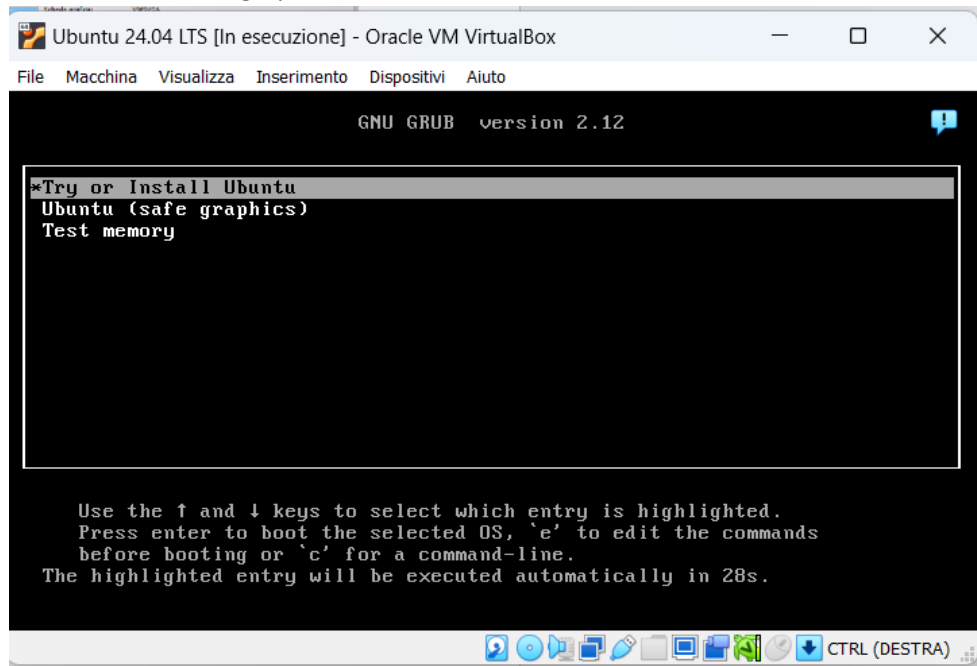 Ubuntu 24.04 LTS [In esecuzione] - Oracle VM VirtualBox
File Macchina Visualizza Inserimento Dispositivi Aiuto
GNU GRUB version 2.12
*Try or Install Ubuntu
Ubuntu (safe graphics)
Test memory
Use the ↑ and ↓ keys to select which entry is highlighted.
Press enter to boot the selected OS, `e' to edit the commands
before booting or `c' for a command-line.
The highlighted entry will be executed automatically in 28s.
CTRL (DESTRA)